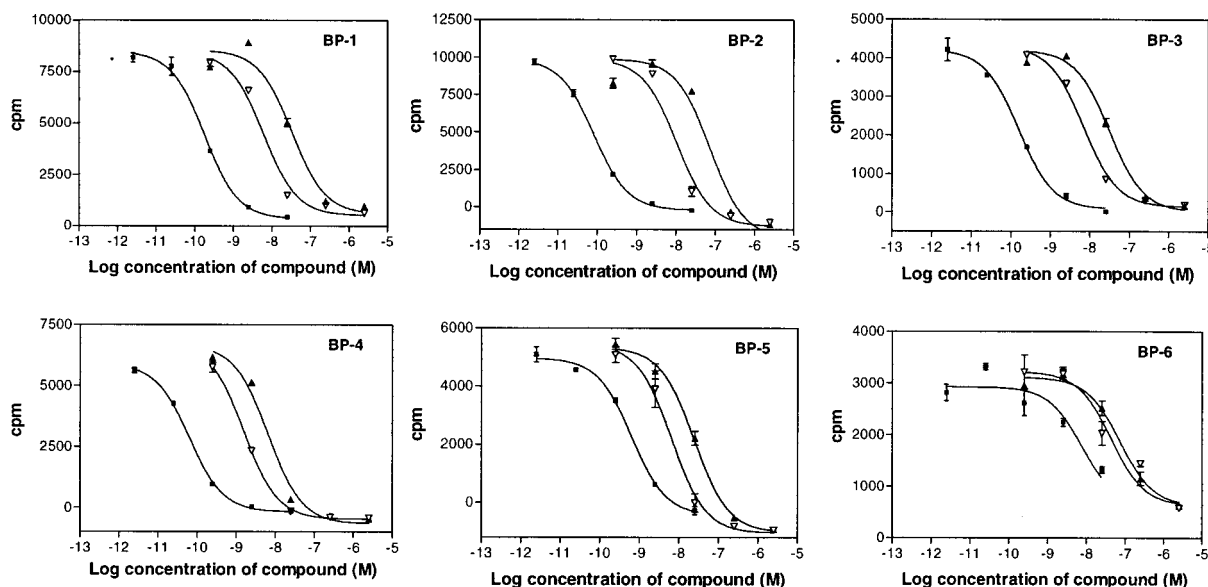 BP-1
10000
7500
5000
2500
0
cpm
-13 -12 -11 -10 -9 -8 -7 -6 -5
Log concentration of compound (M)
BP-2
12500
10000
7500
5000
2500
0
cpm
-13 -12 -11 -10 -9 -8 -7 -6 -5
Log concentration of compound (M)
BP-3
5000
4000
3000
2000
1000
0
cpm
-13 -12 -11 -10 -9 -8 -7 -6 -5
Log concentration of compound (M)
BP-4
7500
5000
2500
0
cpm
-13 -12 -11 -10 -9 -8 -7 -6 -5
Log concentration of compound (M)
BP-5
6000
4000
2000
0
cpm
-13 -12 -11 -10 -9 -8 -7 -6 -5
Log concentration of compound (M)
BP-6
4000
3000
2000
1000
0
cpm
-13 -12 -11 -10 -9 -8 -7 -6 -5
Log concentration of compound (M)